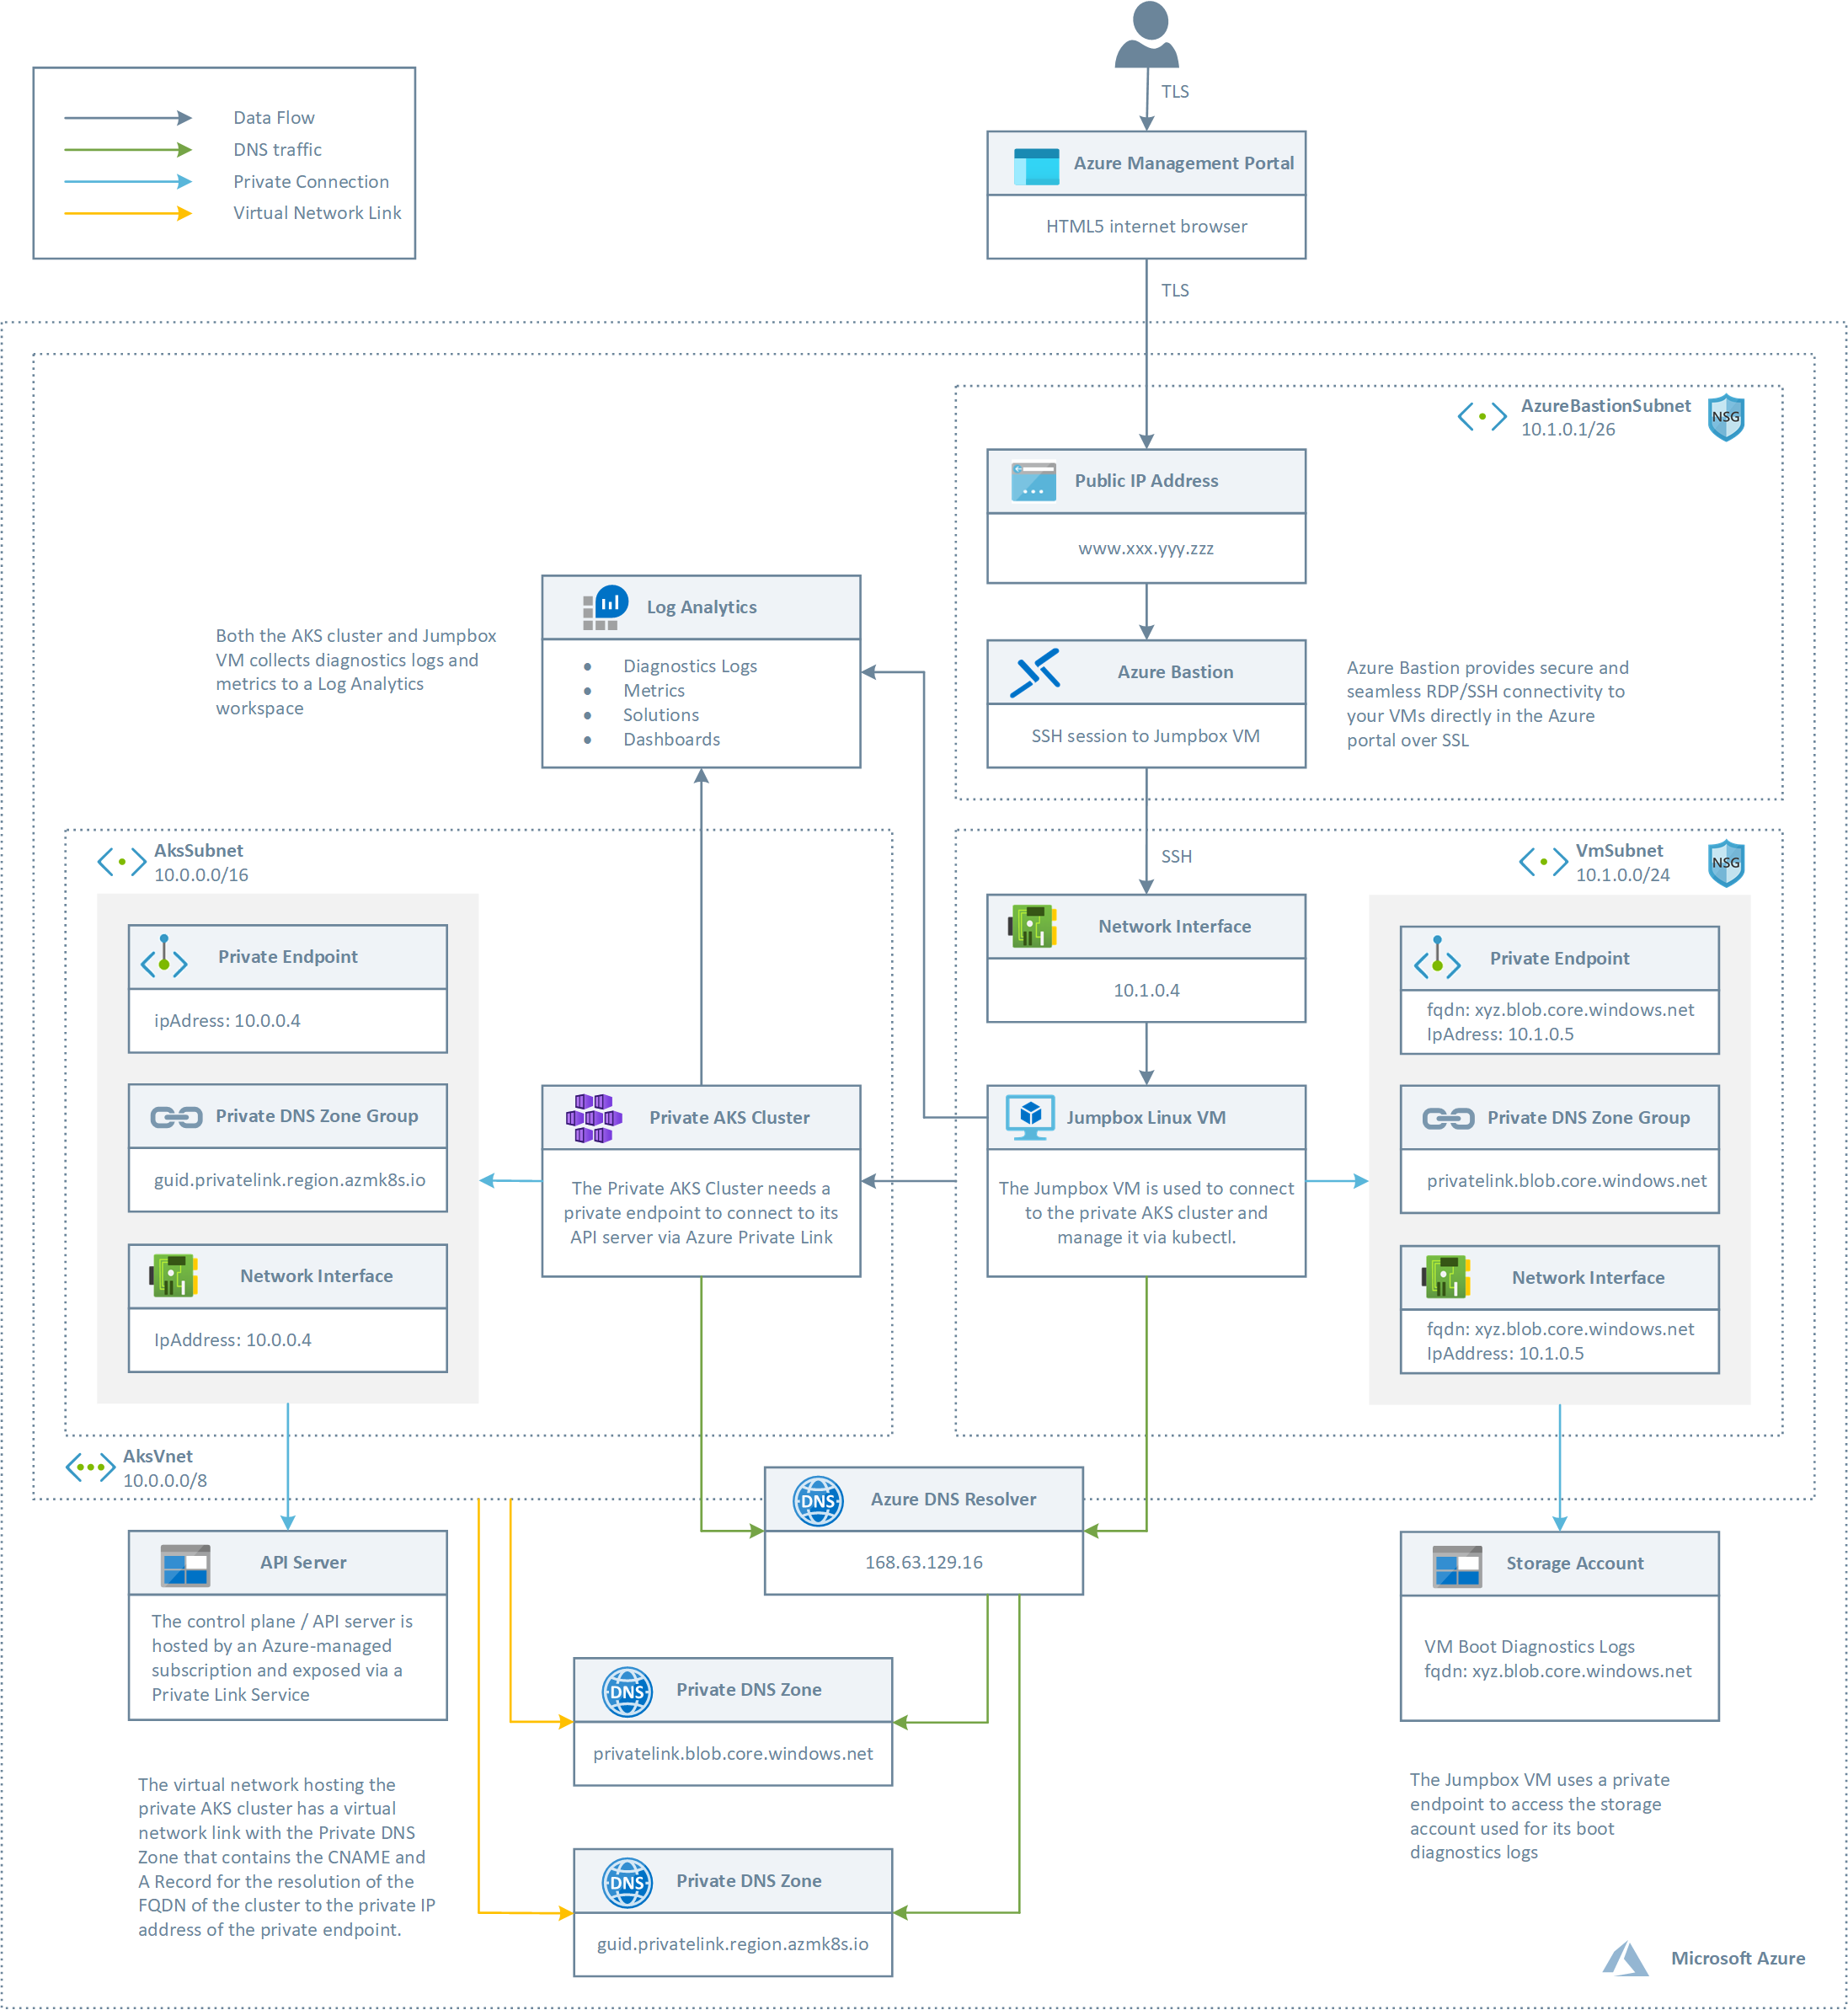 TLS
Data Flow
DNS traffic
Private Connection
Virtual Network Link
Azure Management Portal
HTML5 internet browser
TLS
AzureBastionSubnet
10.1.0.1/26
NSG
Public IP Address
www.xxx.yyy.zzz
Log Analytics
Diagnostics Logs
Metrics
Solutions
Dashboards
Both the AKS cluster and Jumpbox
VM collects diagnostics logs and
metrics to a Log Analytics
workspace
Azure Bastion
SSH session to Jumpbox VM
Azure Bastion provides secure and
seamless RDP/SSH connectivity to
your VMs directly in the Azure
portal over SSL
AksSubnet
10.0.0.0/16
SSH
VmSubnet
10.1.0.0/24
NSG
Private Endpoint
ipAdress: 10.0.0.4
Network Interface
10.1.0.4
Private Endpoint
fqdn: xyz.blob.core.windows.net
IpAdress: 10.1.0.5
Private DNS Zone Group
guid.privatelink.region.azmk8s.io
Private AKS Cluster
The Private AKS Cluster needs a
private endpoint to connect to its
API server via Azure Private Link
Jumpbox Linux VM
The Jumpbox VM is used to connect
to the private AKS cluster and
manage it via kubectl.
Private DNS Zone Group
privatelink.blob.core.windows.net
Network Interface
IpAddress: 10.0.0.4
Network Interface
fqdn: xyz.blob.core.windows.net
IpAddress: 10.1.0.5
AksVnet
10.0.0.0/8
DNS
Azure DNS Resolver
168.63.129.16
API Server
The control plane / API server is
hosted by an Azure-managed
subscription and exposed via a
Private Link Service
Storage Account
VM Boot Diagnostics Logs
fqdn: xyz.blob.core.windows.net
DNS
Private DNS Zone
privatelink.blob.core.windows.net
The virtual network hosting the
private AKS cluster has a virtual
network link with the Private DNS
Zone that contains the CNAME and
A Record for the resolution of the
FQDN of the cluster to the private IP
address of the private endpoint.
The Jumpbox VM uses a private
endpoint to access the storage
account used for its boot
diagnostics logs
DNS
Private DNS Zone
guid.privatelink.region.azmk8s.io
Microsoft Azure